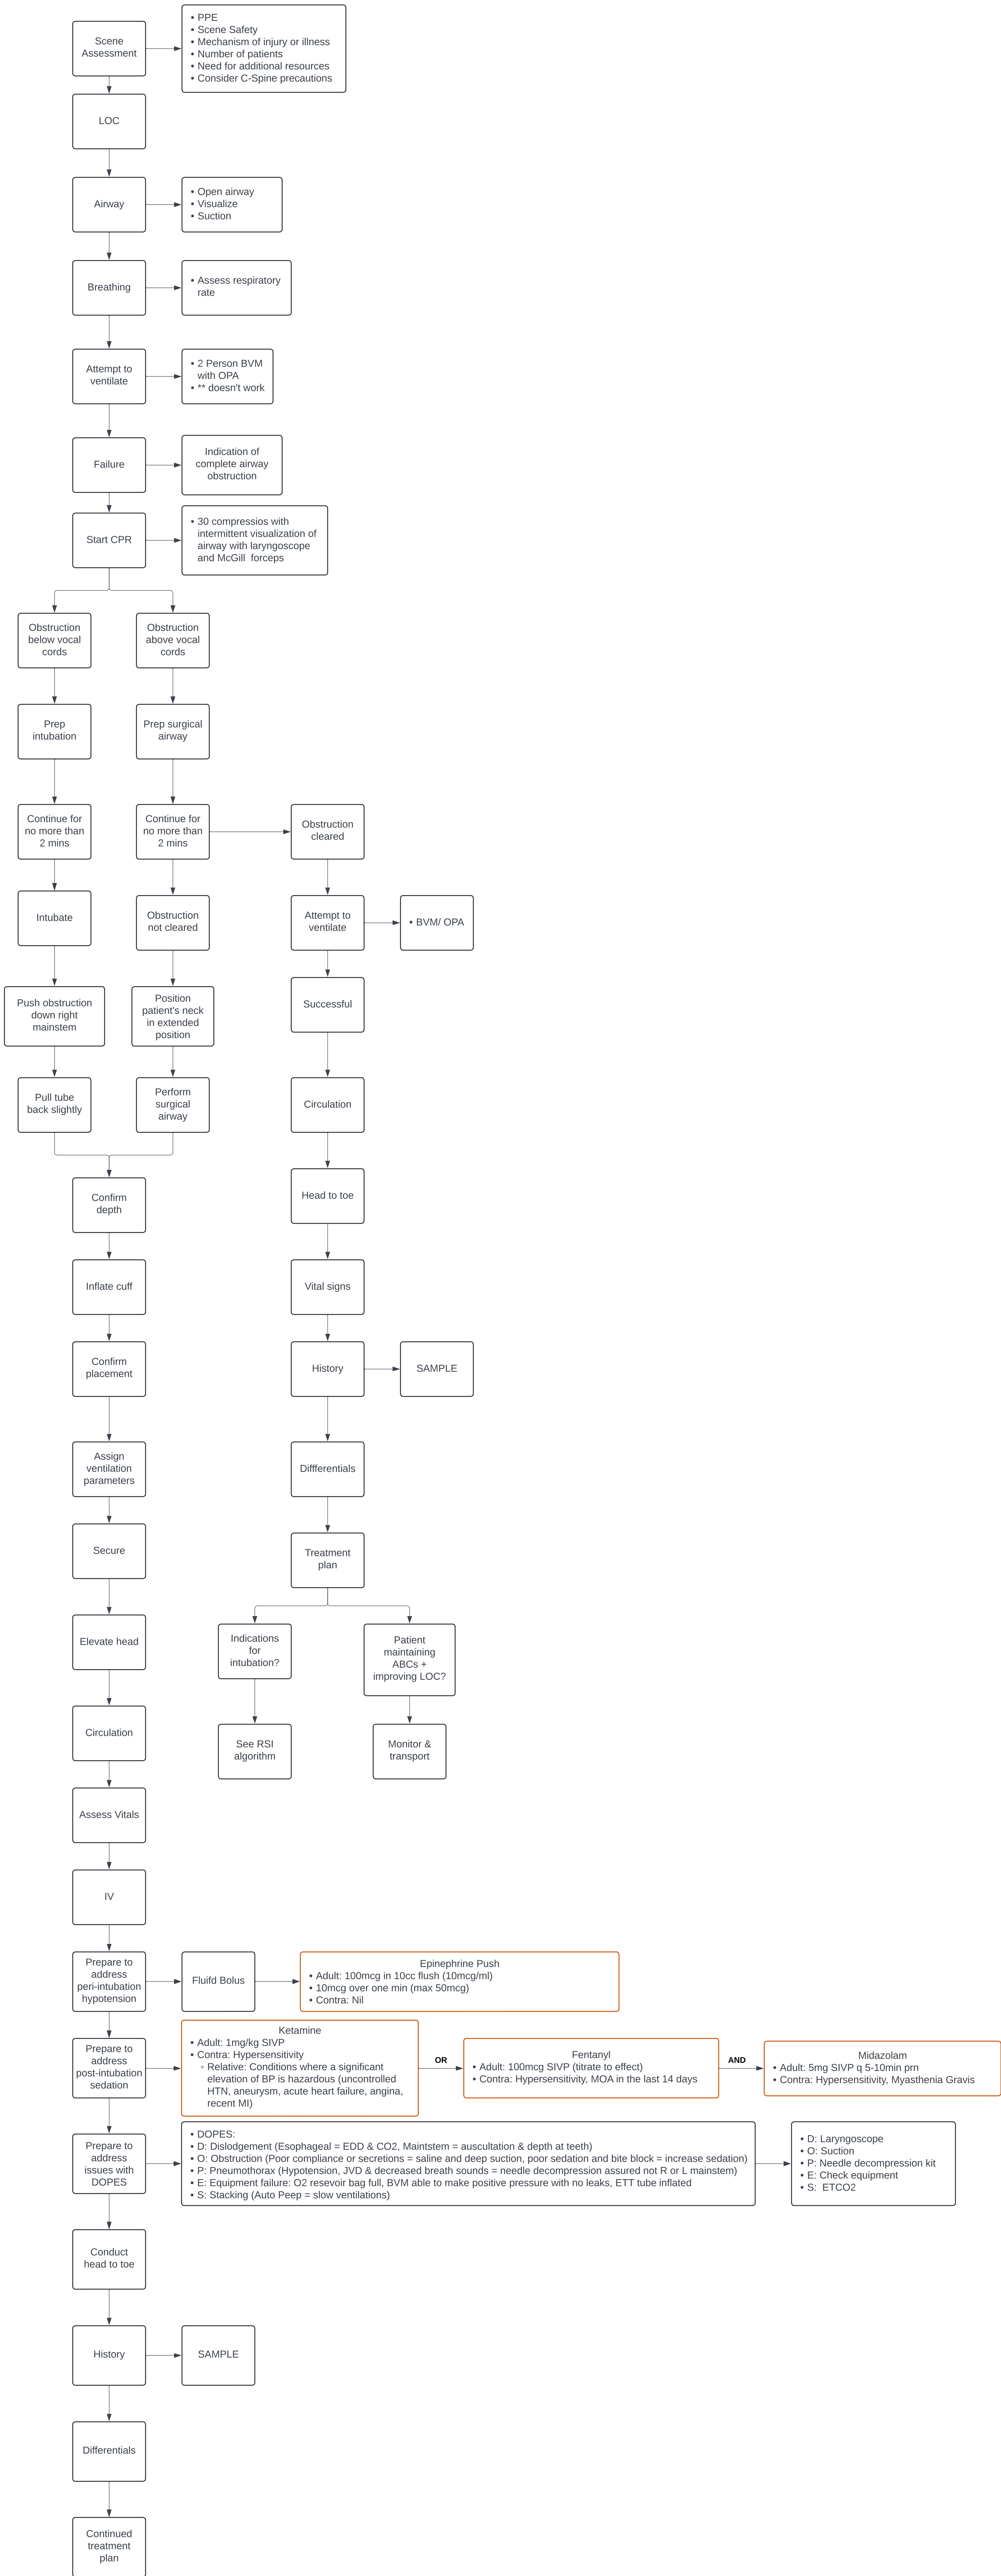 Scene
Assessment
• PPE
• Scene Safety
• Mechanism of injury or illness
• Number of patients
• Need for additional resources
• Consider C-Spine precautions
LOC
Airway
• Open airway
• Visualize
• Suction
Breathing
• Assess respiratory
rate
Attempt to
ventilate
• 2 Person BVM
with OPA
• ** doesn't work
Failure
Indication of
complete airway
obstruction
Start CPR
• 30 compressios with
intermittent visualization of
airway with laryngoscope
and McGill forceps
Obstruction
below vocal
cords
Obstruction
above vocal
cords
Prep
intubation
Prep surgical
airway
Continue for
no more than
2 mins
Continue for
no more than
2 mins
Obstruction
cleared
Intubate
Obstruction
not cleared
Attempt to
ventilate
• BVM/ OPA
Push obstruction
down right
mainstem
Position
patient's neck
in extended
position
Successful
Pull tube
back slightly
Perform
surgical
airway
Circulation
Confirm
depth
Head to toe
Inflate cuff
Vital signs
Confirm
placement
History
SAMPLE
Assign
ventilation
parameters
Diffferentials
Secure
Treatment
plan
Elevate head
Indications
for
intubation?
Patient
maintaining
ABCs +
improving LOC?
Circulation
See RSI
algorithm
Monitor &
transport
Assess Vitals
IV
Prepare to
address
peri-intubation
hypotension
Fluifd Bolus
Epinephrine Push
• Adult: 100mcg in 10cc flush (10mcg/ml)
• 10mcg over one min (max 50mcg)
• Contra: Nil
Prepare to
address
post-intubation
sedation
Ketamine
• Adult: 1mg/kg SIVP
• Contra: Hypersensitivity
◦ Relative: Conditions where a significant
elevation of BP is hazardous (uncontrolled
HTN, aneurysm, acute heart failure, angina,
recent MI)
OR
Fentanyl
• Adult: 100mcg SIVP (titrate to effect)
• Contra: Hypersensitivity, MOA in the last 14 days
AND
Midazolam
• Adult: 5mg SIVP q 5-10min prn
• Contra: Hypersensitivity, Myasthenia Gravis
Prepare to
address
issues with
DOPES
• DOPES:
• D: Dislodgement (Esophageal = EDD & CO2, Maintstem = auscultation & depth at teeth)
• O: Obstruction (Poor compliance or secretions = saline and deep suction, poor sedation and bite block = increase sedation)
• P: Pneumothorax (Hypotension, JVD & decreased breath sounds = needle decompression assured not R or L mainstem)
• E: Equipment failure: O2 resevoir bag full, BVM able to make positive pressure with no leaks, ETT tube inflated
• S: Stacking (Auto Peep = slow ventilations)
• D: Laryngoscope
• O: Suction
• P: Needle decompression kit
• E: Check equipment
• S: ETCO2
Conduct
head to toe
History
SAMPLE
Differentials
Continued
treatment
plan